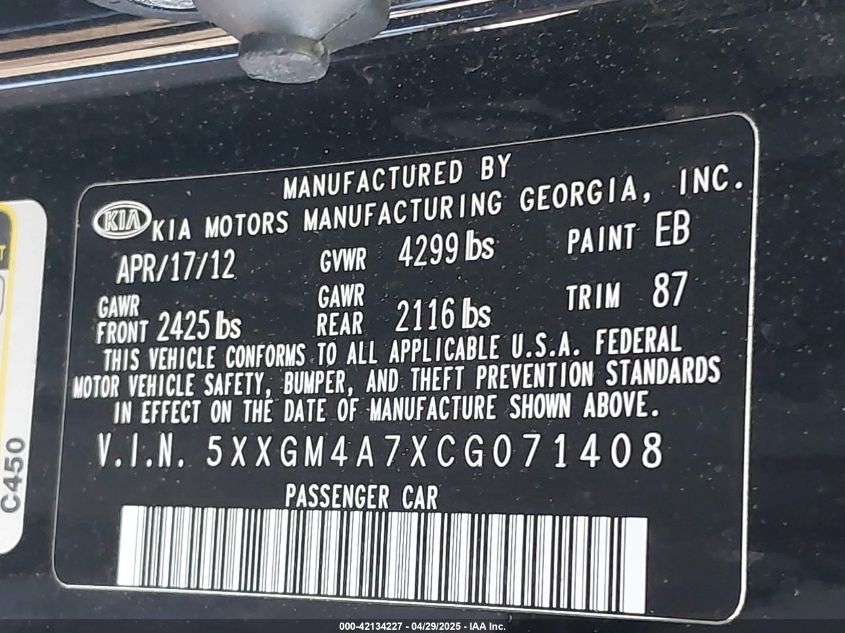 MANUFACTURED BY
KIA KIA MOTORS MANUFACTURING GEORGIA, INC.
APR/17/12 GVWR 4299 lbs PAINT EB
GAWR FRONT 2425 lbs GAWR REAR 2116 lbs TRIM 87
THIS VEHICLE CONFORMS TO ALL APPLICABLE U.S.A. FEDERAL
MOTOR VEHICLE SAFETY, BUMPER, AND THEFT PREVENTION STANDARDS
IN EFFECT ON THE DATE OF MANUFACTURE SHOWN ABOVE.
V.I.N. 5XXGM4A7XCG071408
PASSENGER CAR
C450
000-42134227 - 04/29/2025 - IAA Inc.